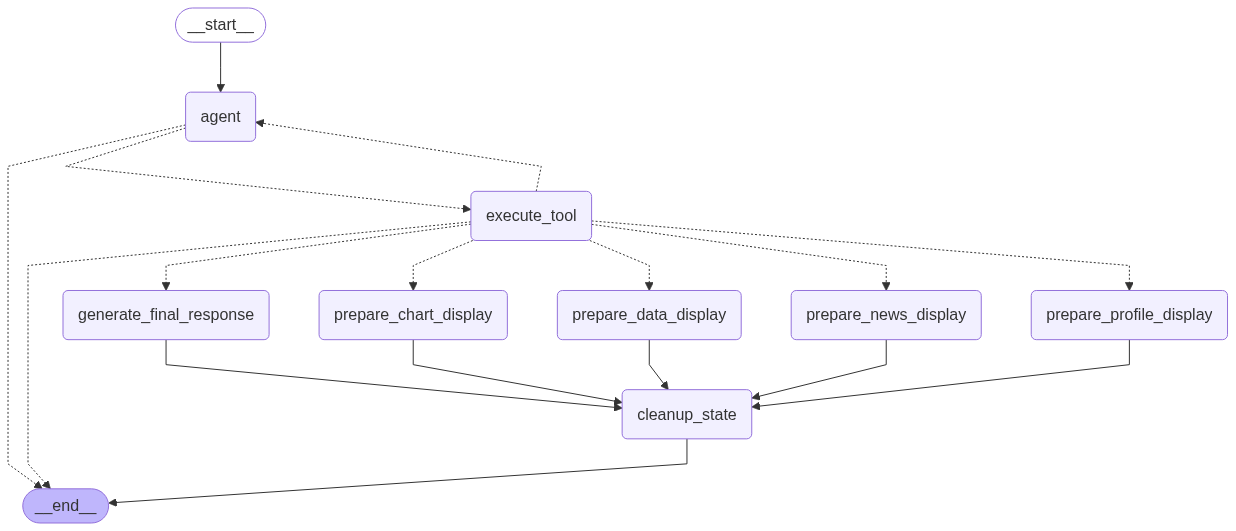 __start__
agent
execute_tool
generate_final_response
prepare_chart_display
prepare_data_display
prepare_news_display
prepare_profile_display
cleanup_state
__end__